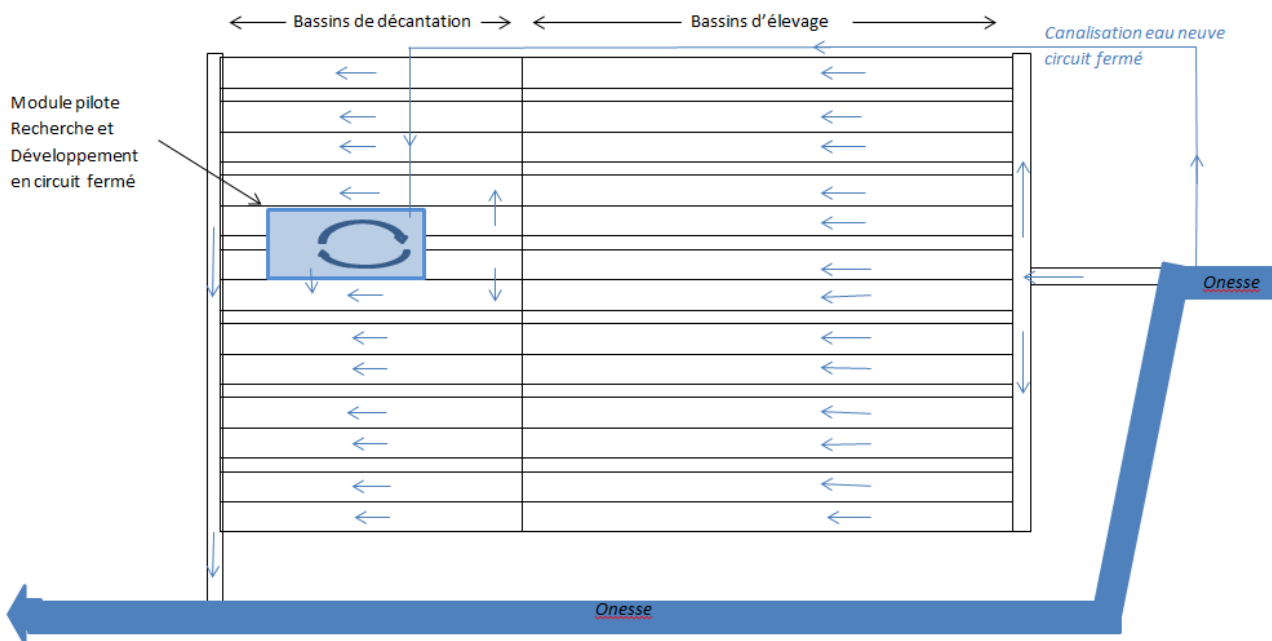 Bassins de décantation
Bassins d’élevage
Canalisation eau neuve
circuit fermé
Module pilote
Recherche et
Développement
en circuit fermé
Onesse
Onesse